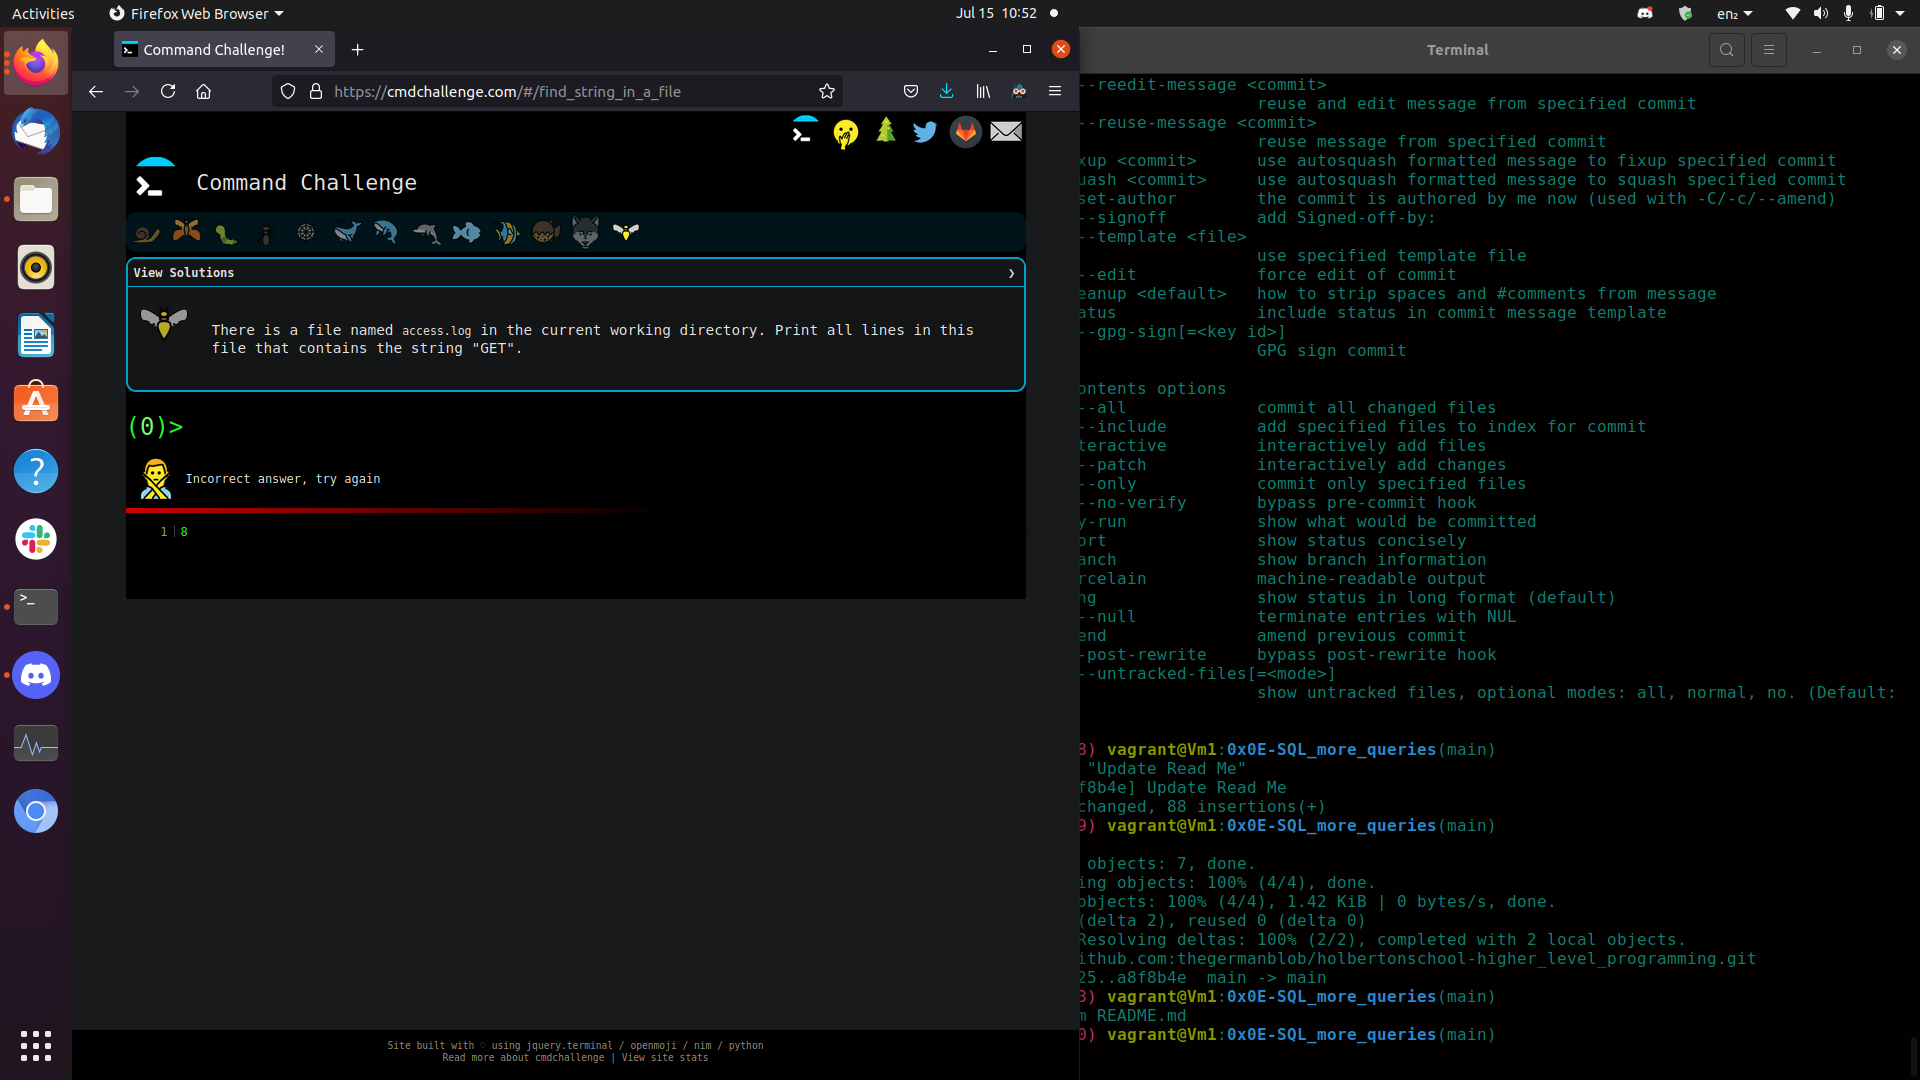 Activities
Firefox Web Browser
Jul 15 10:52
en₂
Command Challenge!
https://cmdchallenge.com/#/find_string_in_a_file
Command Challenge
View Solutions
There is a file named access.log in the current working directory. Print all lines in this
file that contains the string "GET".
(0)>
Incorrect answer, try again
1 8
Site built with ♡ using jquery.terminal / openmoji / nim / python
Read more about cmdchallenge | View site stats
Terminal
--reedit-message <commit>
reuse and edit message from specified commit
--reuse-message <commit>
reuse message from specified commit
xup <commit> use autosquash formatted message to fixup specified commit
uash <commit> use autosquash formatted message to squash specified commit
set-author the commit is authored by me now (used with -C/-c/--amend)
--signoff add Signed-off-by:
--template <file>
use specified template file
--edit force edit of commit
eanup <default> how to strip spaces and #comments from message
atus include status in commit message template
--gpg-sign[=<key id>]
GPG sign commit
ontents options
--all commit all changed files
--include add specified files to index for commit
teractive interactively add files
--patch interactively add changes
--only commit only specified files
--no-verify bypass pre-commit hook
y-run show what would be committed
ort show status concisely
anch show branch information
rcelain machine-readable output
ng show status in long format (default)
--null terminate entries with NUL
end amend previous commit
-post-rewrite bypass post-rewrite hook
--untracked-files[=<mode>]
show untracked files, optional modes: all, normal, no. (Default:
8) vagrant@Vm1:0x0E-SQL_more_queries(main)
"Update Read Me"
f8b4e] Update Read Me
changed, 88 insertions(+)
9) vagrant@Vm1:0x0E-SQL_more_queries(main)
objects: 7, done.
ing objects: 100% (4/4), done.
objects: 100% (4/4), 1.42 KiB | 0 bytes/s, done.
(delta 2), reused 0 (delta 0)
Resolving deltas: 100% (2/2), completed with 2 local objects.
ithub.com:thegermanblob/holbertonschool-higher_level_programming.git
25..a8f8b4e main -> main
3) vagrant@Vm1:0x0E-SQL_more_queries(main)
m README.md
0) vagrant@Vm1:0x0E-SQL_more_queries(main)